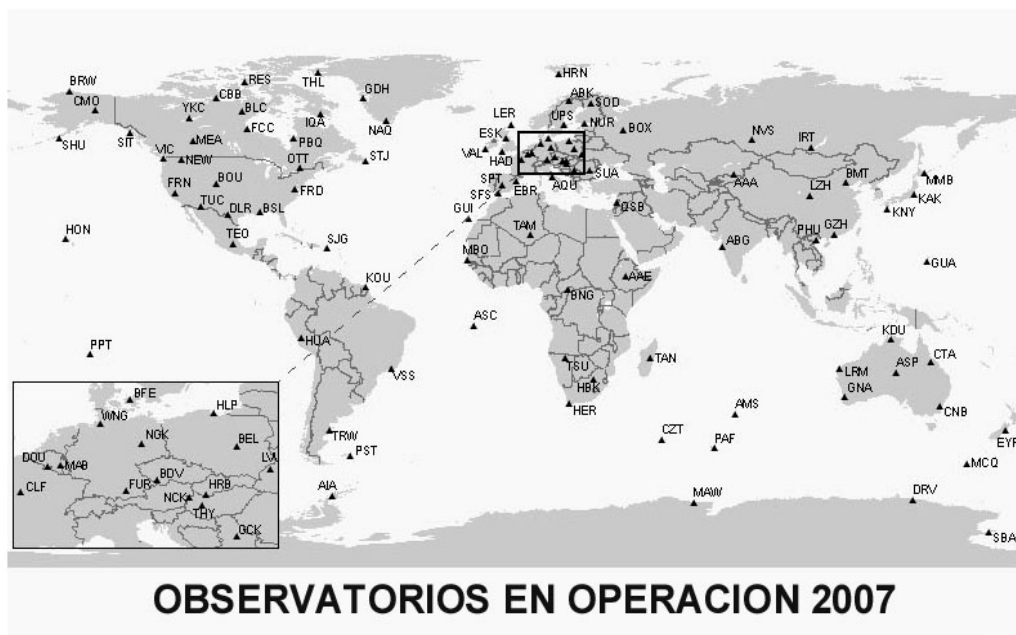 HRN
THL
RES
BRW
CBB
GDH
ABK
CMO
SOD
YKC
BLC
IQA
LER
UPS
NUR
FCC
NAQ
BOX
ESK
SHU
SIT
MEA
PBQ
NVS
IRT
VIC
NEW
OTT
STJ
VAL
HAD
BOU
SPT
AQU
SUA
AAA
LZH
BMT
MMB
FRN
FRD
SFS
EBR
TUC
DLR
BSL
QSB
KAK
KNY
GUI
HON
TEO
SJG
TAM
PHU
GZH
ABG
MBO
GUA
KOU
AAE
BNG
ASC
KDU
HUA
PPT
TSU
TAN
CTA
VSS
LRM
ASP
HBK
GNA
HER
AMS
CNB
TRW
CZT
PAF
EYR
PST
MCQ
AIA
MAW
DRV
SBA
BFE
HLP
WNG
NGK
BEL
DOU
MAB
LV
BDV
CLF
FUR
NCK
HRB
THY
GCK
OBSERVATORIOS EN OPERACION 2007